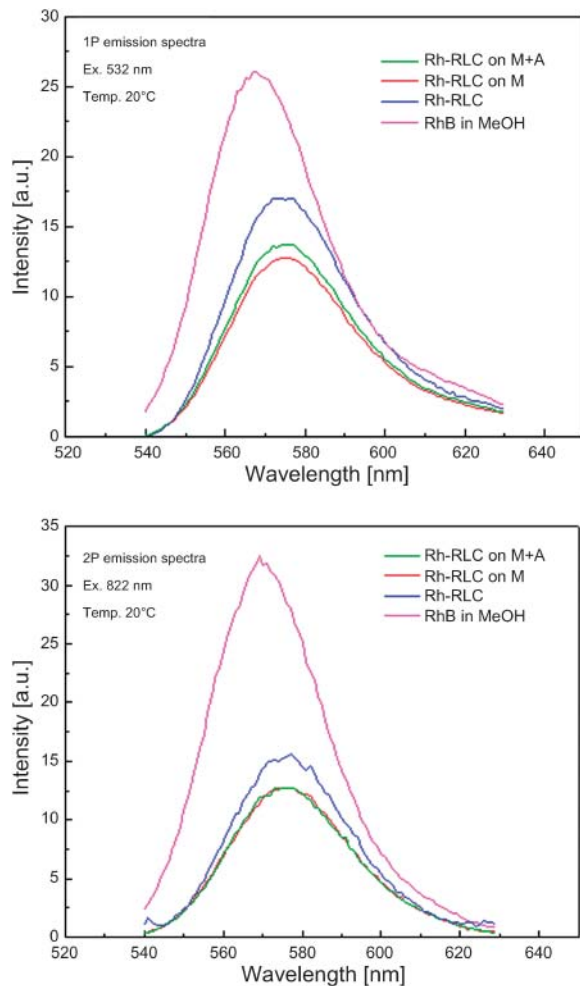 30
25
20
15
10
5
0
Intensity [a.u.]
1P emission spectra
Ex. 532 nm
Temp. 20°C
Rh-RLC on M+A
Rh-RLC on M
Rh-RLC
RhB in MeOH
520 540 560 580 600 620 640
Wavelength [nm]
35
30
25
20
15
10
5
0
Intensity [a.u.]
2P emission spectra
Ex. 822 nm
Temp. 20°C
Rh-RLC on M+A
Rh-RLC on M
Rh-RLC
RhB in MeOH
520 540 560 580 600 620 640
Wavelength [nm]